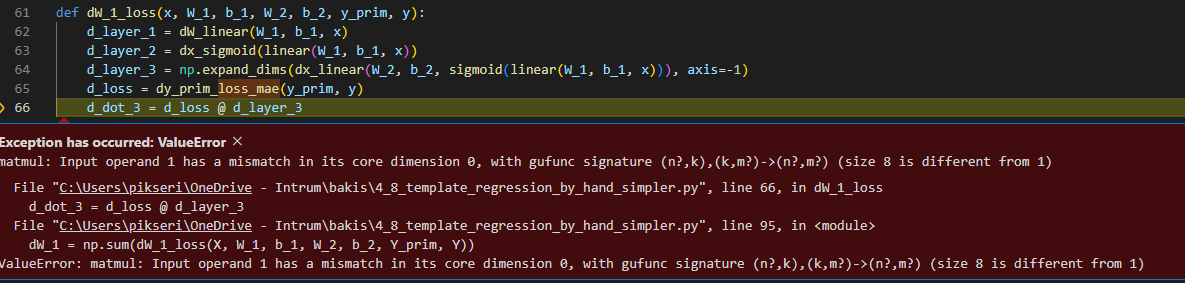 61 def dW_1_loss(x, W_1, b_1, W_2, b_2, y_prim, y):
62 d_layer_1 = dW_linear(W_1, b_1, x)
63 d_layer_2 = dx_sigmoid(linear(W_1, b_1, x))
64 d_layer_3 = np.expand_dims(dx_linear(W_2, b_2, sigmoid(linear(W_1, b_1, x))), axis=-1)
65 d_loss = dy_prim_loss_mae(y_prim, y)
66 d_dot_3 = d_loss @ d_layer_3
Exception has occurred: ValueError ×
matmul: Input operand 1 has a mismatch in its core dimension 0, with gufunc signature (n?,k),(k,m?)->(n?,m?) (size 8 is different from 1)
File "C:\Users\pikseri\OneDrive - Intrum\bakis\4_8_template_regression_by_hand_simpler.py", line 66, in dW_1_loss
d_dot_3 = d_loss @ d_layer_3
File "C:\Users\pikseri\OneDrive - Intrum\bakis\4_8_template_regression_by_hand_simpler.py", line 95, in <module>
dW_1 = np.sum(dW_1_loss(X, W_1, b_1, W_2, b_2, Y_prim, Y))
ValueError: matmul: Input operand 1 has a mismatch in its core dimension 0, with gufunc signature (n?,k),(k,m?)->(n?,m?) (size 8 is different from 1)